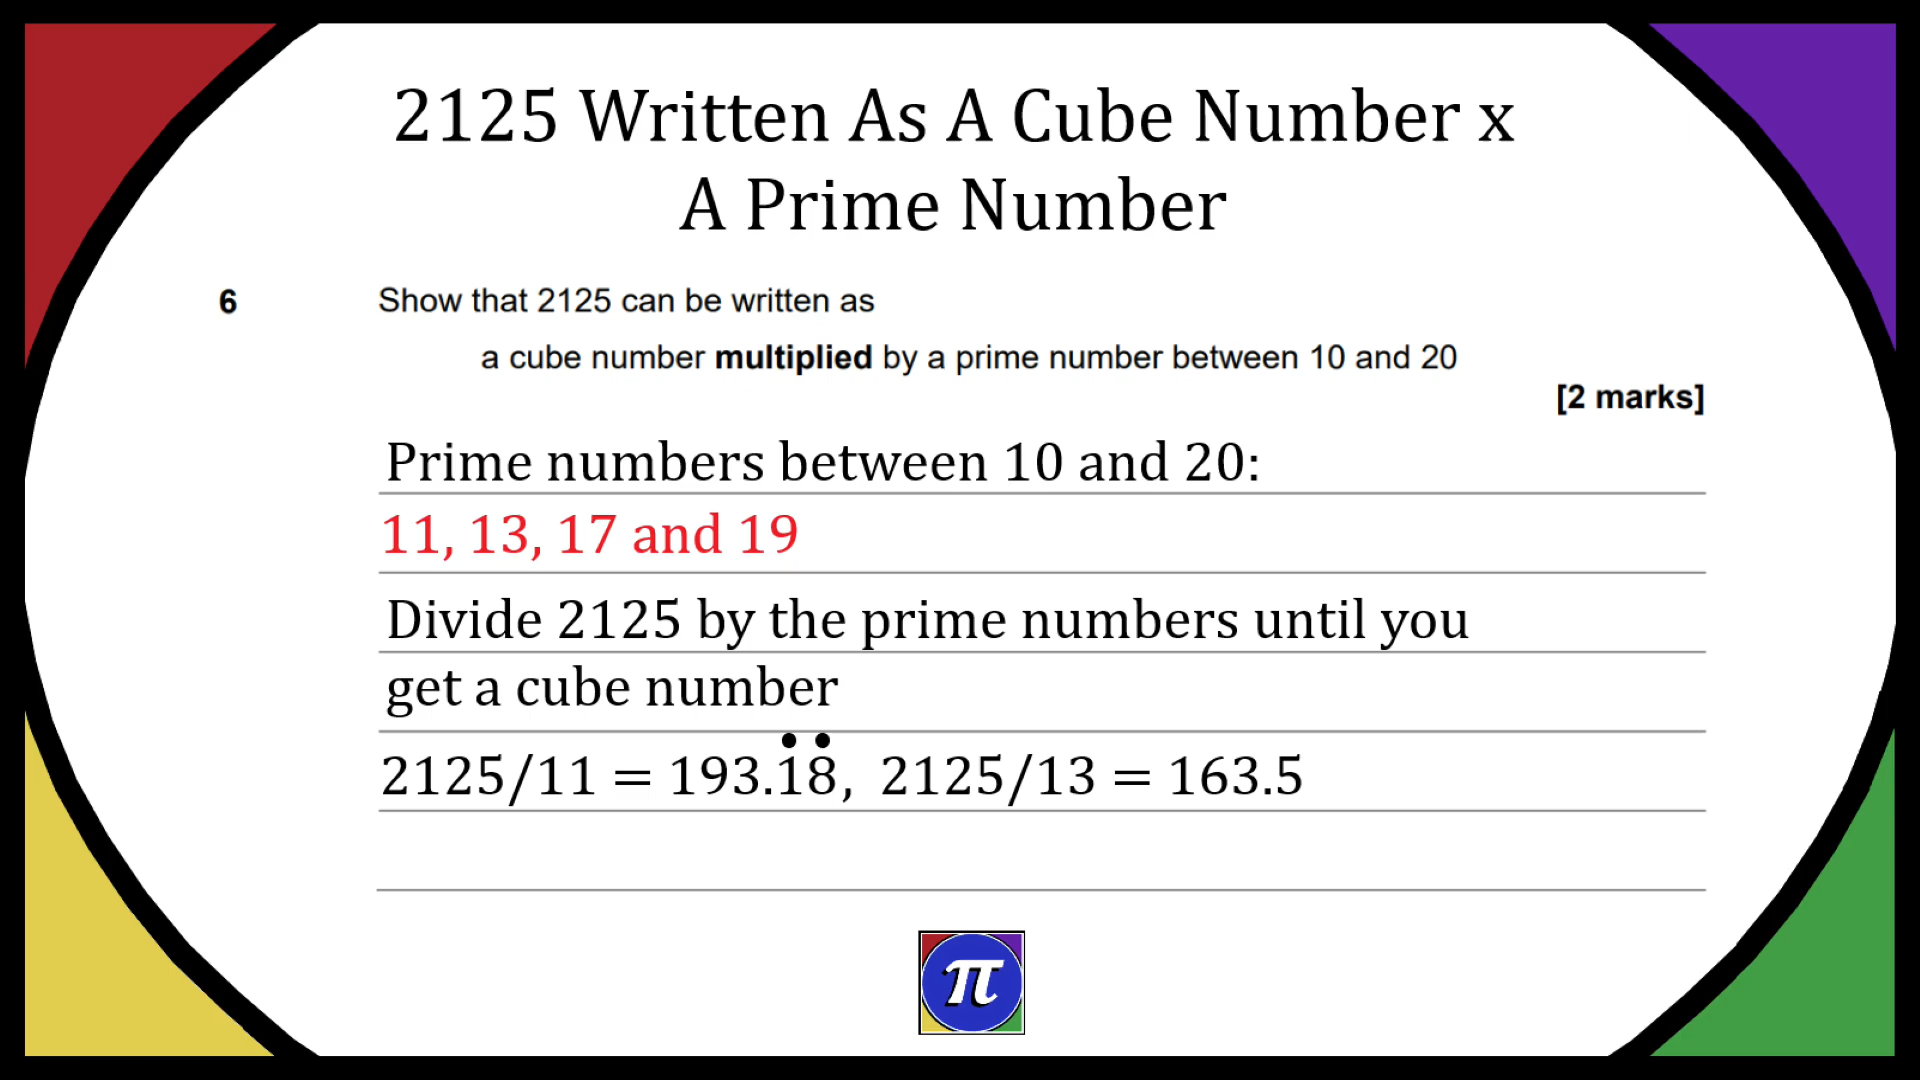 2125 Written As A Cube Number x
A Prime Number
6 Show that 2125 can be written as
a cube number multiplied by a prime number between 10 and 20
[2 marks]
Prime numbers between 10 and 20:
11, 13, 17 and 19
Divide 2125 by the prime numbers until you
get a cube number
2125/11 = 193.1̇8̇, 2125/13 = 163.5
π